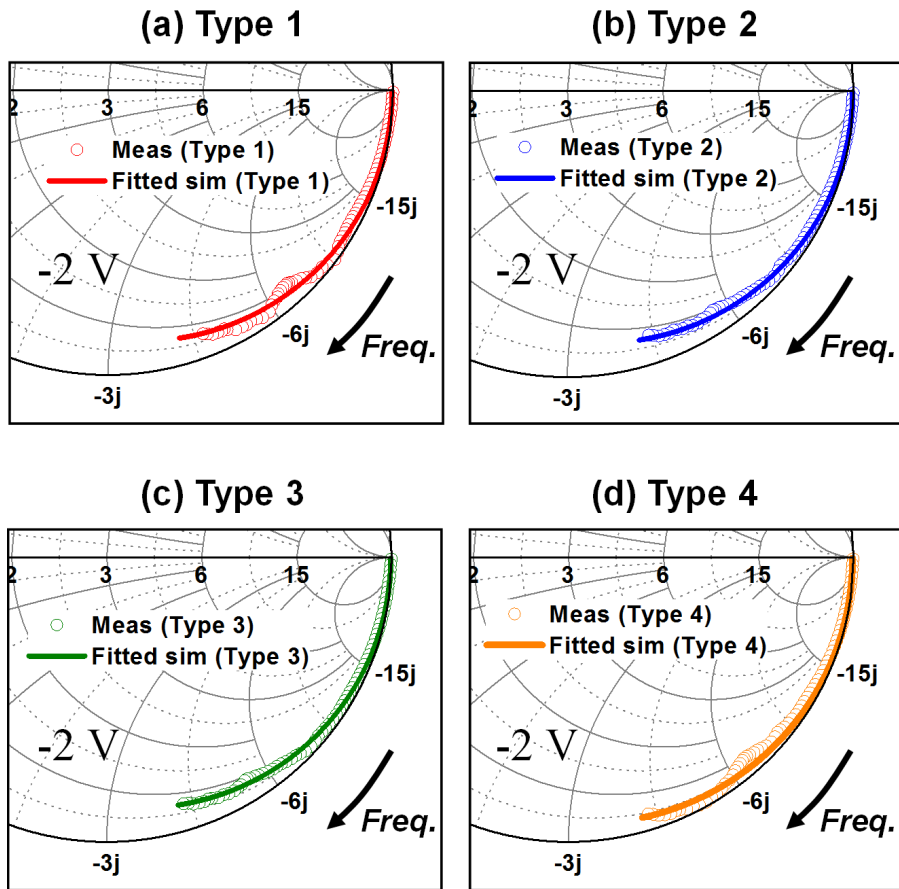 (a) Type 1
2 3 6 15
Meas (Type 1)
Fitted sim (Type 1)
-15j
-2 V
-6j
Freq.
-3j
(b) Type 2
2 3 6 15
Meas (Type 2)
Fitted sim (Type 2)
-15j
-2 V
-6j
Freq.
-3j
(c) Type 3
2 3 6 15
Meas (Type 3)
Fitted sim (Type 3)
-15j
-2 V
-6j
Freq.
-3j
(d) Type 4
2 3 6 15
Meas (Type 4)
Fitted sim (Type 4)
-15j
-2 V
-6j
Freq.
-3j